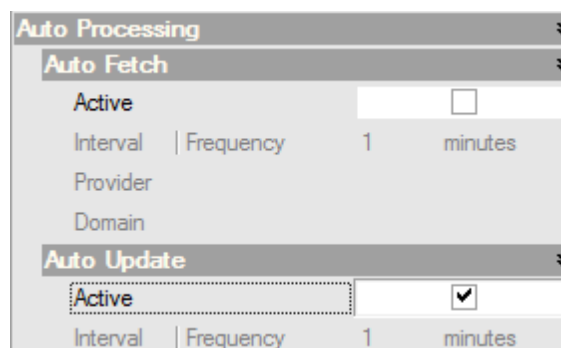 Auto Processing
Auto Fetch
Active
Interval | Frequency 1 minutes
Provider
Domain
Auto Update
Active
Interval | Frequency 1 minutes